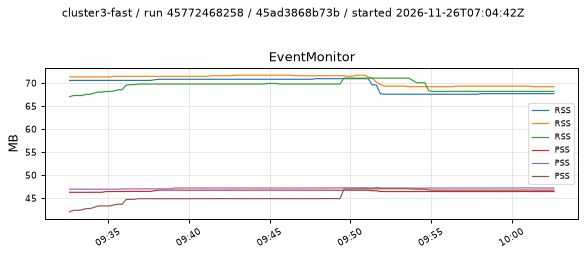 cluster3-fast / run 45772468258 / 45ad3868b73b / started 2026-11-26T07:04:42Z
EventMonitor
MB
70
65
60
55
50
45
RSS
RSS
RSS
PSS
PSS
PSS
09:35
09:40
09:45
09:50
09:55
10:00